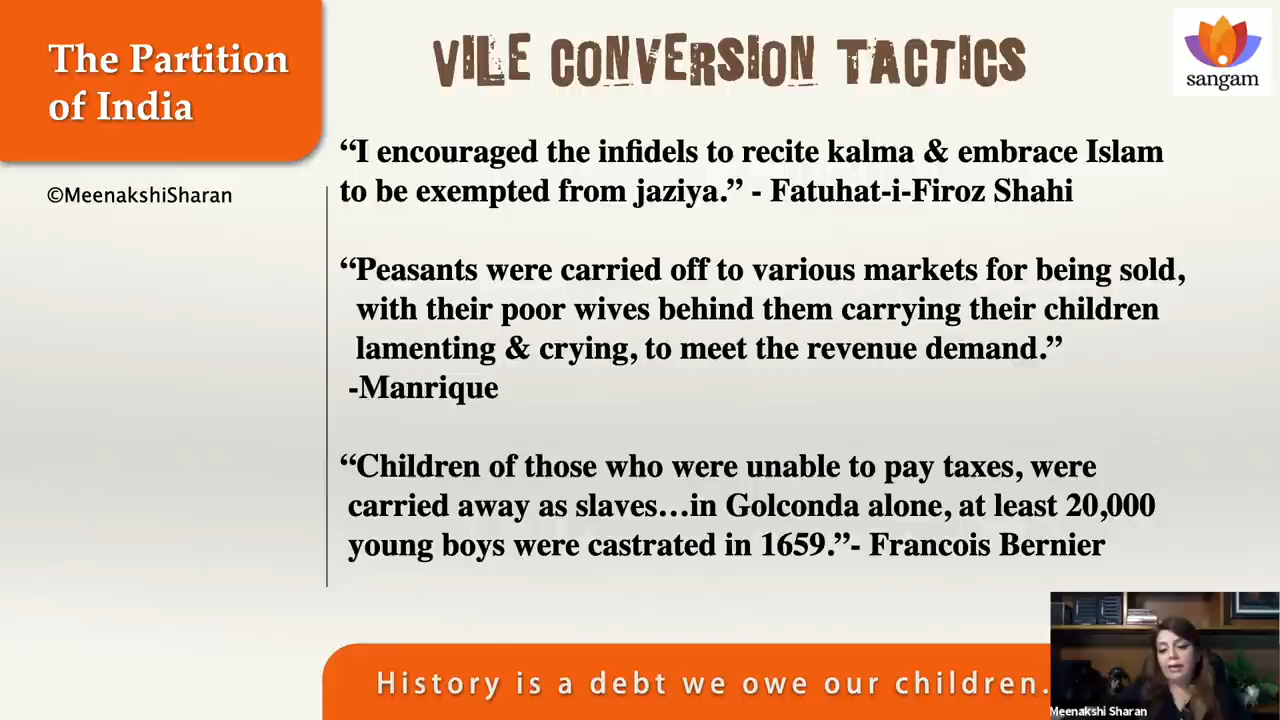 The Partition
of India
VILE CONVERSION TACTICS
sangam
©MeenakshiSharan
“I encouraged the infidels to recite kalma & embrace Islam
to be exempted from jaziya.” - Fatuhat-i-Firoz Shahi
“Peasants were carried off to various markets for being sold,
with their poor wives behind them carrying their children
lamenting & crying, to meet the revenue demand.”
-Manrique
“Children of those who were unable to pay taxes, were
carried away as slaves...in Golconda alone, at least 20,000
young boys were castrated in 1659.”- Francois Bernier
History is a debt we owe our children.
Meenakshi Sharan